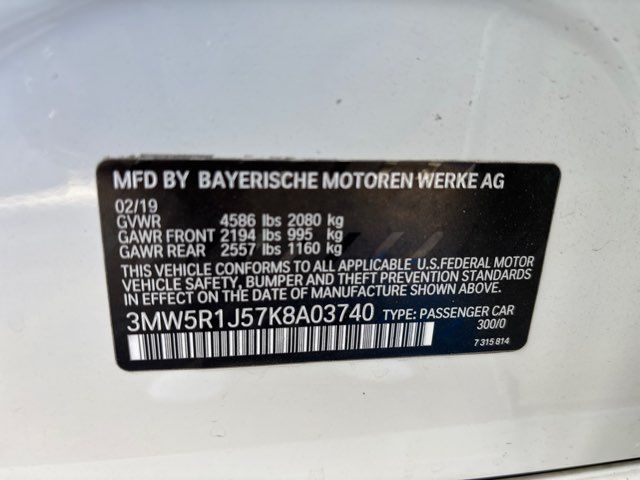 MFD BY BAYERISCHE MOTOREN WERKE AG
02/19
GVWR 4586 lbs 2080 kg
GAWR FRONT 2194 lbs 995 kg
GAWR REAR 2557 lbs 1160 kg
THIS VEHICLE CONFORMS TO ALL APPLICABLE U.S.FEDERAL MOTOR
VEHICLE SAFETY, BUMPER AND THEFT PREVENTION STANDARDS
IN EFFECT ON THE DATE OF MANUFACTURE SHOWN ABOVE.
3MW5R1J57K8A03740 TYPE: PASSENGER CAR
300/0
7 315 814